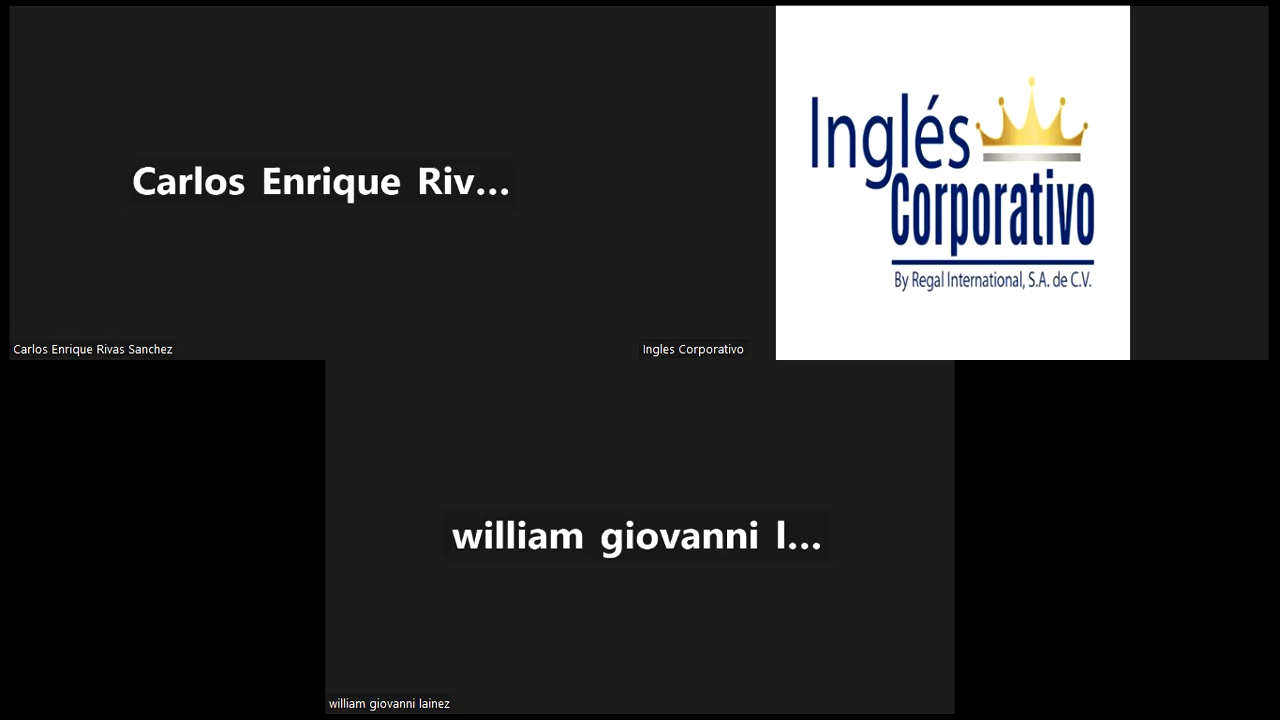 Carlos Enrique Riv...
Carlos Enrique Rivas Sanchez
Inglés
Corporativo
By Regal International, S.A. de C.V.
Ingles Corporativo
william giovanni l...
william giovanni lainez